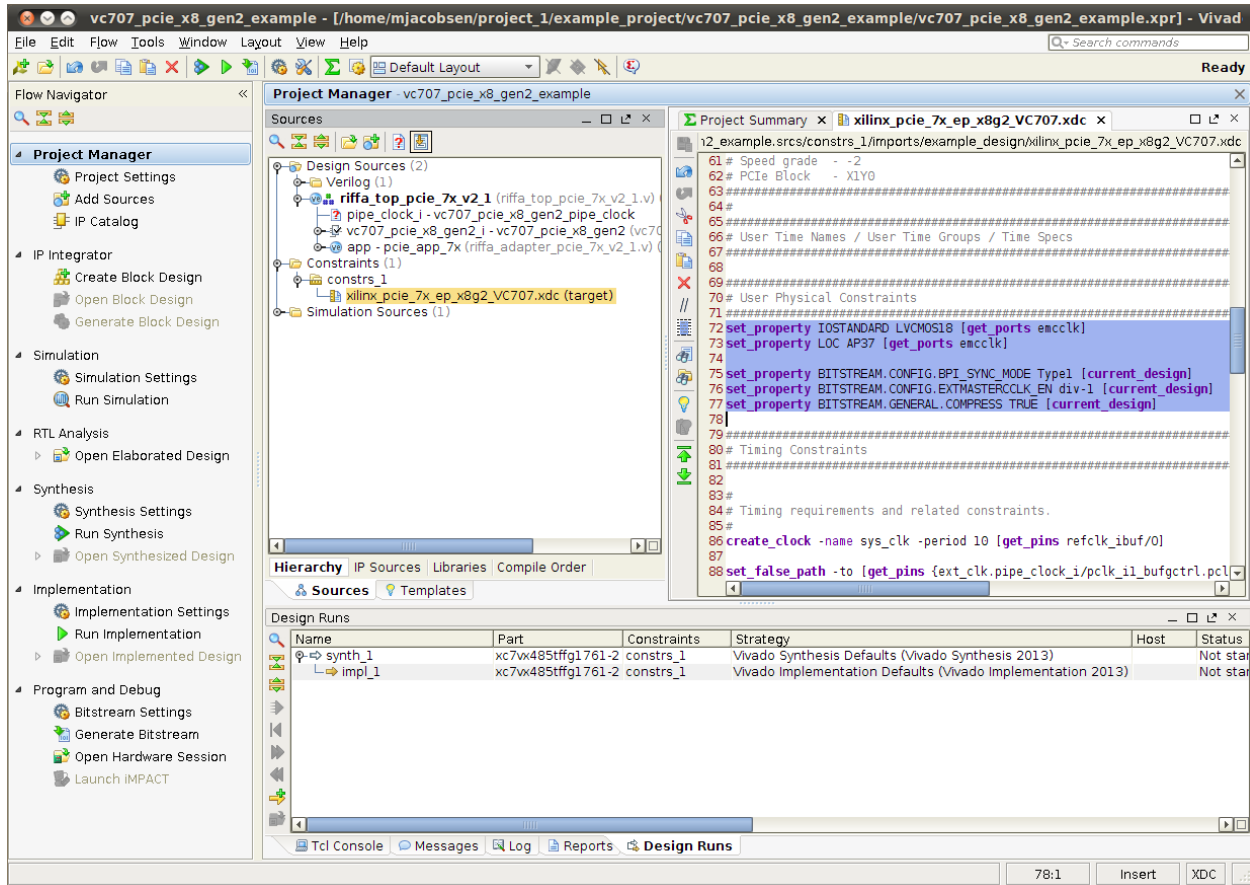 vc707_pcie_x8_gen2_example - [/home/mjacobsen/project_1/example_project/vc707_pcie_x8_gen2_example/vc707_pcie_x8_gen2_example.xpr] - Vivad
File Edit Flow Tools Window Layout View Help
Search commands
Default Layout
Ready
Flow Navigator
Project Manager
Project Settings
Add Sources
IP Catalog
IP Integrator
Create Block Design
Open Block Design
Generate Block Design
Simulation
Simulation Settings
Run Simulation
RTL Analysis
Open Elaborated Design
Synthesis
Synthesis Settings
Run Synthesis
Open Synthesized Design
Implementation
Implementation Settings
Run Implementation
Open Implemented Design
Program and Debug
Bitstream Settings
Generate Bitstream
Open Hardware Session
Launch iMPACT
Project Manager - vc707_pcie_x8_gen2_example
Sources
Design Sources (2)
Verilog (1)
riffa_top_pcie_7x_v2_1 (riffa_top_pcie_7x_v2_1.v) (
pipe_clock_i - vc707_pcie_x8_gen2_pipe_clock
vc707_pcie_x8_gen2_i - vc707_pcie_x8_gen2 (vc70
app - pcie_app_7x (riffa_adapter_pcie_7x_v2_1.v) (
Constraints (1)
constrs_1
xilinx_pcie_7x_ep_x8g2_VC707.xdc (target)
Simulation Sources (1)
Hierarchy IP Sources Libraries Compile Order
Sources Templates
Project Summary xilinx_pcie_7x_ep_x8g2_VC707.xdc
n2_example.srcs/constrs_1/imports/example_design/xilinx_pcie_7x_ep_x8g2_VC707.xdc
61 # Speed grade - -2
62 # PCIe Block - X1Y0
63 ###############################################################################
64 #
65 ###############################################################################
66 # User Time Names / User Time Groups / Time Specs
67 ###############################################################################
68
69 ###############################################################################
70 # User Physical Constraints
71 ###############################################################################
72 set_property IOSTANDARD LVCMOS18 [get_ports emcclk]
73 set_property LOC AP37 [get_ports emcclk]
74
75 set_property BITSTREAM.CONFIG.BPI_SYNC_MODE Type1 [current_design]
76 set_property BITSTREAM.CONFIG.EXTMASTERCCLK_EN div-1 [current_design]
77 set_property BITSTREAM.GENERAL.COMPRESS TRUE [current_design]
78
79 ###############################################################################
80 # Timing Constraints
81 ###############################################################################
82
83 #
84 # Timing requirements and related constraints.
85 #
86 create_clock -name sys_clk -period 10 [get_pins refclk_ibuf/O]
87
88 set_false_path -to [get_pins {ext_clk.pipe_clock_i/pclk_i1_bufgctrl.pcl
Design Runs
Name Part Constraints Strategy Host Status
synth_1 xc7vx485tffg1761-2 constrs_1 Vivado Synthesis Defaults (Vivado Synthesis 2013) Not star
impl_1 xc7vx485tffg1761-2 constrs_1 Vivado Implementation Defaults (Vivado Implementation 2013) Not star
Tcl Console Messages Log Reports Design Runs
78:1 Insert XDC